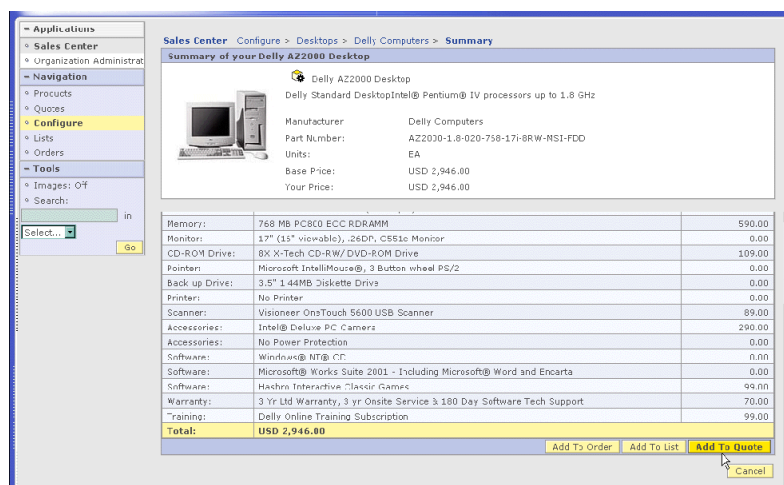 Applications
Sales Center
Organization Administrat
Navigation
Products
Quotes
Configure
Lists
Orders
Tools
Images: Off
Search:
in
Select...
Go
Sales Center Configure > Desktops > Delly Computers > Summary
Summary of your Delly AZ2000 Desktop
Delly AZ2000 Desktop
Delly Standard DesktopIntel® Pentium® IV processors up to 1.8 GHz
Manufacturer Delly Computers
Part Number: AZ2000-1.8-020-768-17i-8RW-MSI-FDD
Units: EA
Base Price: USD 2,946.00
Your Price: USD 2,946.00
Memory: 768 MB PC800 ECC RDRAMM 590.00
Monitor: 17" (16" viewable), .26DP, C551e Monitor 0.00
CD-ROM Drive: 8X X-Tech CD-RW/DVD-ROM Drive 109.00
Pointer: Microsoft IntelliMouse®, 3 Button wheel PS/2 0.00
Back up Drive: 3.5" 1.44MB Diskette Drive 0.00
Printer: No Printer 0.00
Scanner: Visioneer OneTouch 5600 USB Scanner 89.00
Accessories: Intel® Deluxe PC Camera 290.00
Accessories: No Power Protection 0.00
Software: Windows® NT® CD 0.00
Software: Microsoft® Works Suite 2001 - Including Microsoft® Word and Encarta 0.00
Software: Hasbro Interactive Classic Games 99.00
Warranty: 3 Yr Ltd Warranty, 3 yr Onsite Service & 180 Day Software Tech Support 70.00
Training: Delly Online Training Subscription 99.00
Total: USD 2,946.00
Add To Order Add To List Add To Quote
Cancel